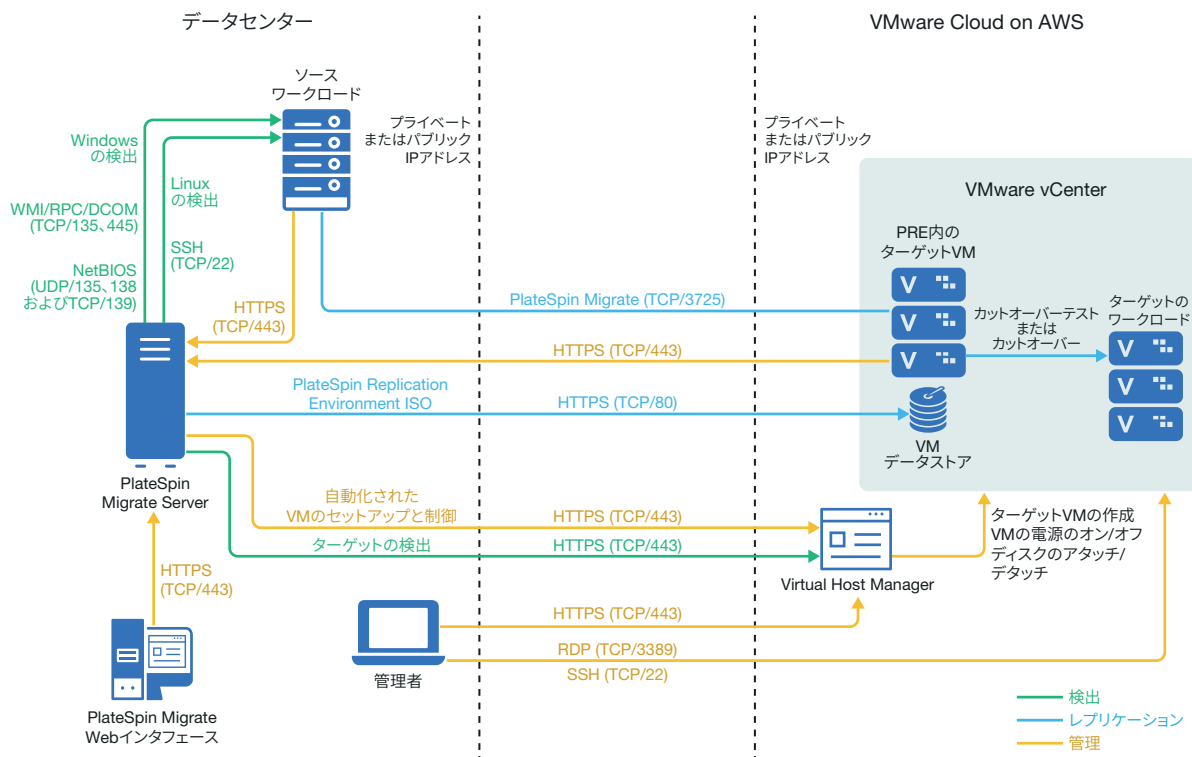 データセンター
VMware Cloud on AWS
ソース
ワークロード
プライベート
またはパブリック
IPアドレス
プライベート
またはパブリック
IPアドレス
Windows
の検出
Linux
の検出
WMI/RPC/DCOM
(TCP/135、445)
SSH
(TCP/22)
NetBIOS
(UDP/135、138
およびTCP/139)
HTTPS
(TCP/443)
VMware vCenter
PRE内の
ターゲットVM
PlateSpin Migrate (TCP/3725)
カットオーバーテスト
または
カットオーバー
ターゲットの
ワークロード
HTTPS (TCP/443)
PlateSpin Replication
Environment ISO
HTTPS (TCP/80)
VM
データストア
PlateSpin
Migrate Server
自動化された
VMのセットアップと制御
HTTPS (TCP/443)
ターゲットの検出
HTTPS (TCP/443)
Virtual Host Manager
ターゲットVMの作成
VMの電源のオン/オフ
ディスクのアタッチ/
デタッチ
HTTPS
(TCP/443)
HTTPS (TCP/443)
RDP (TCP/3389)
SSH (TCP/22)
管理者
PlateSpin Migrate
Webインタフェース
検出
レプリケーション
管理